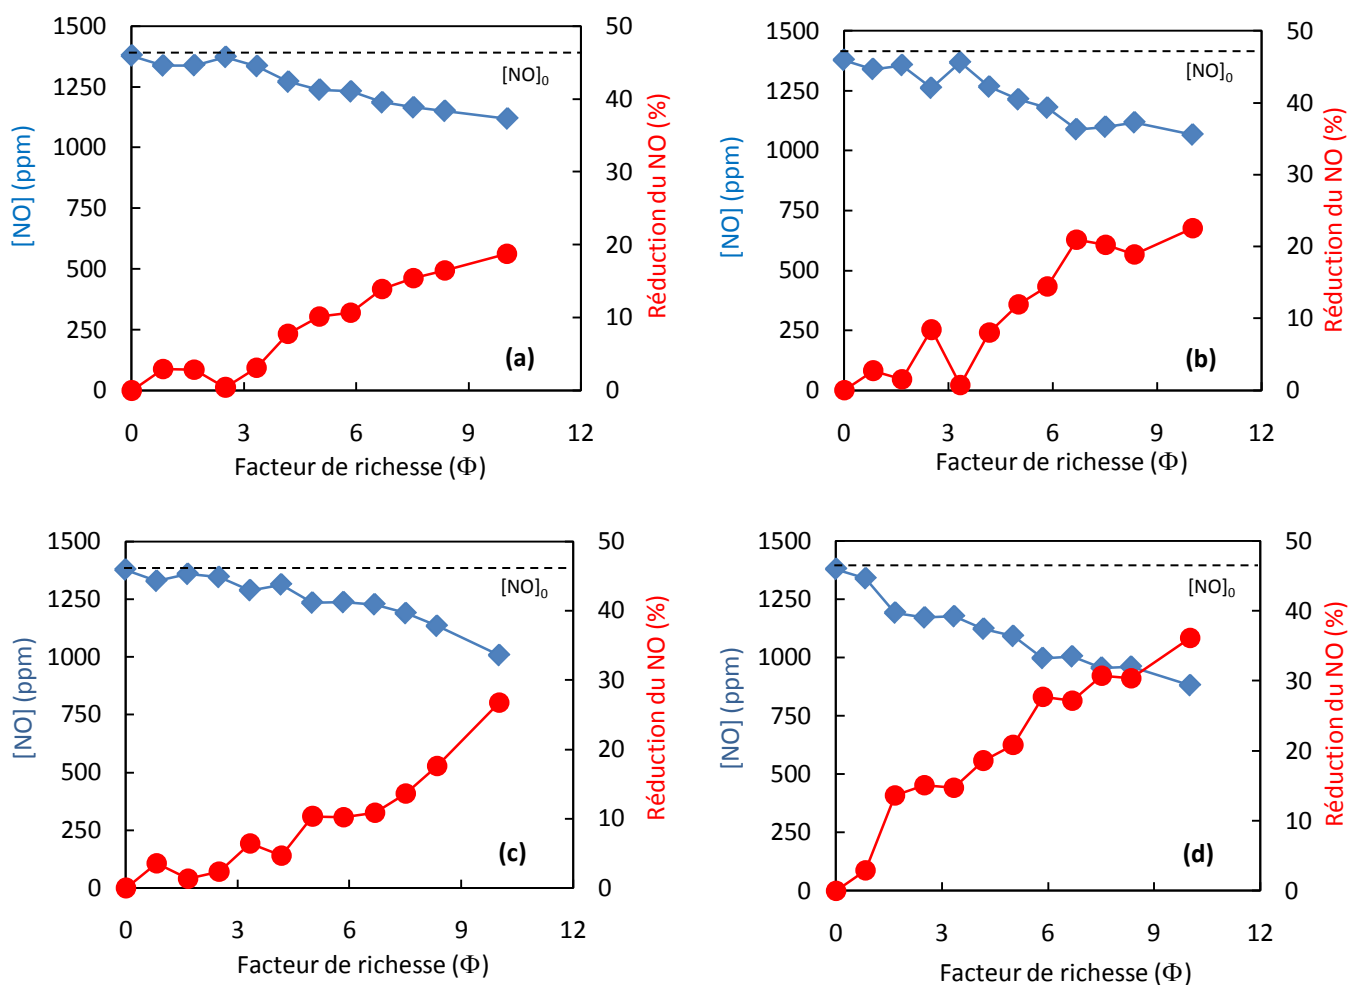 1500
1250
1000
750
500
250
0
[NO] (ppm)
50
40
30
20
10
0
Réduction du NO (%)
[NO]0
(a)
0 3 6 9 12
Facteur de richesse (Φ)
1500
1250
1000
750
500
250
0
[NO] (ppm)
50
40
30
20
10
0
Réduction du NO (%)
[NO]0
(b)
0 3 6 9 12
Facteur de richesse (Φ)
1500
1250
1000
750
500
250
0
[NO] (ppm)
50
40
30
20
10
0
Réduction du NO (%)
[NO]0
(c)
0 3 6 9 12
Facteur de richesse (Φ)
1500
1250
1000
750
500
250
0
[NO] (ppm)
50
40
30
20
10
0
Réduction du NO (%)
[NO]0
(d)
0 3 6 9 12
Facteur de richesse (Φ)